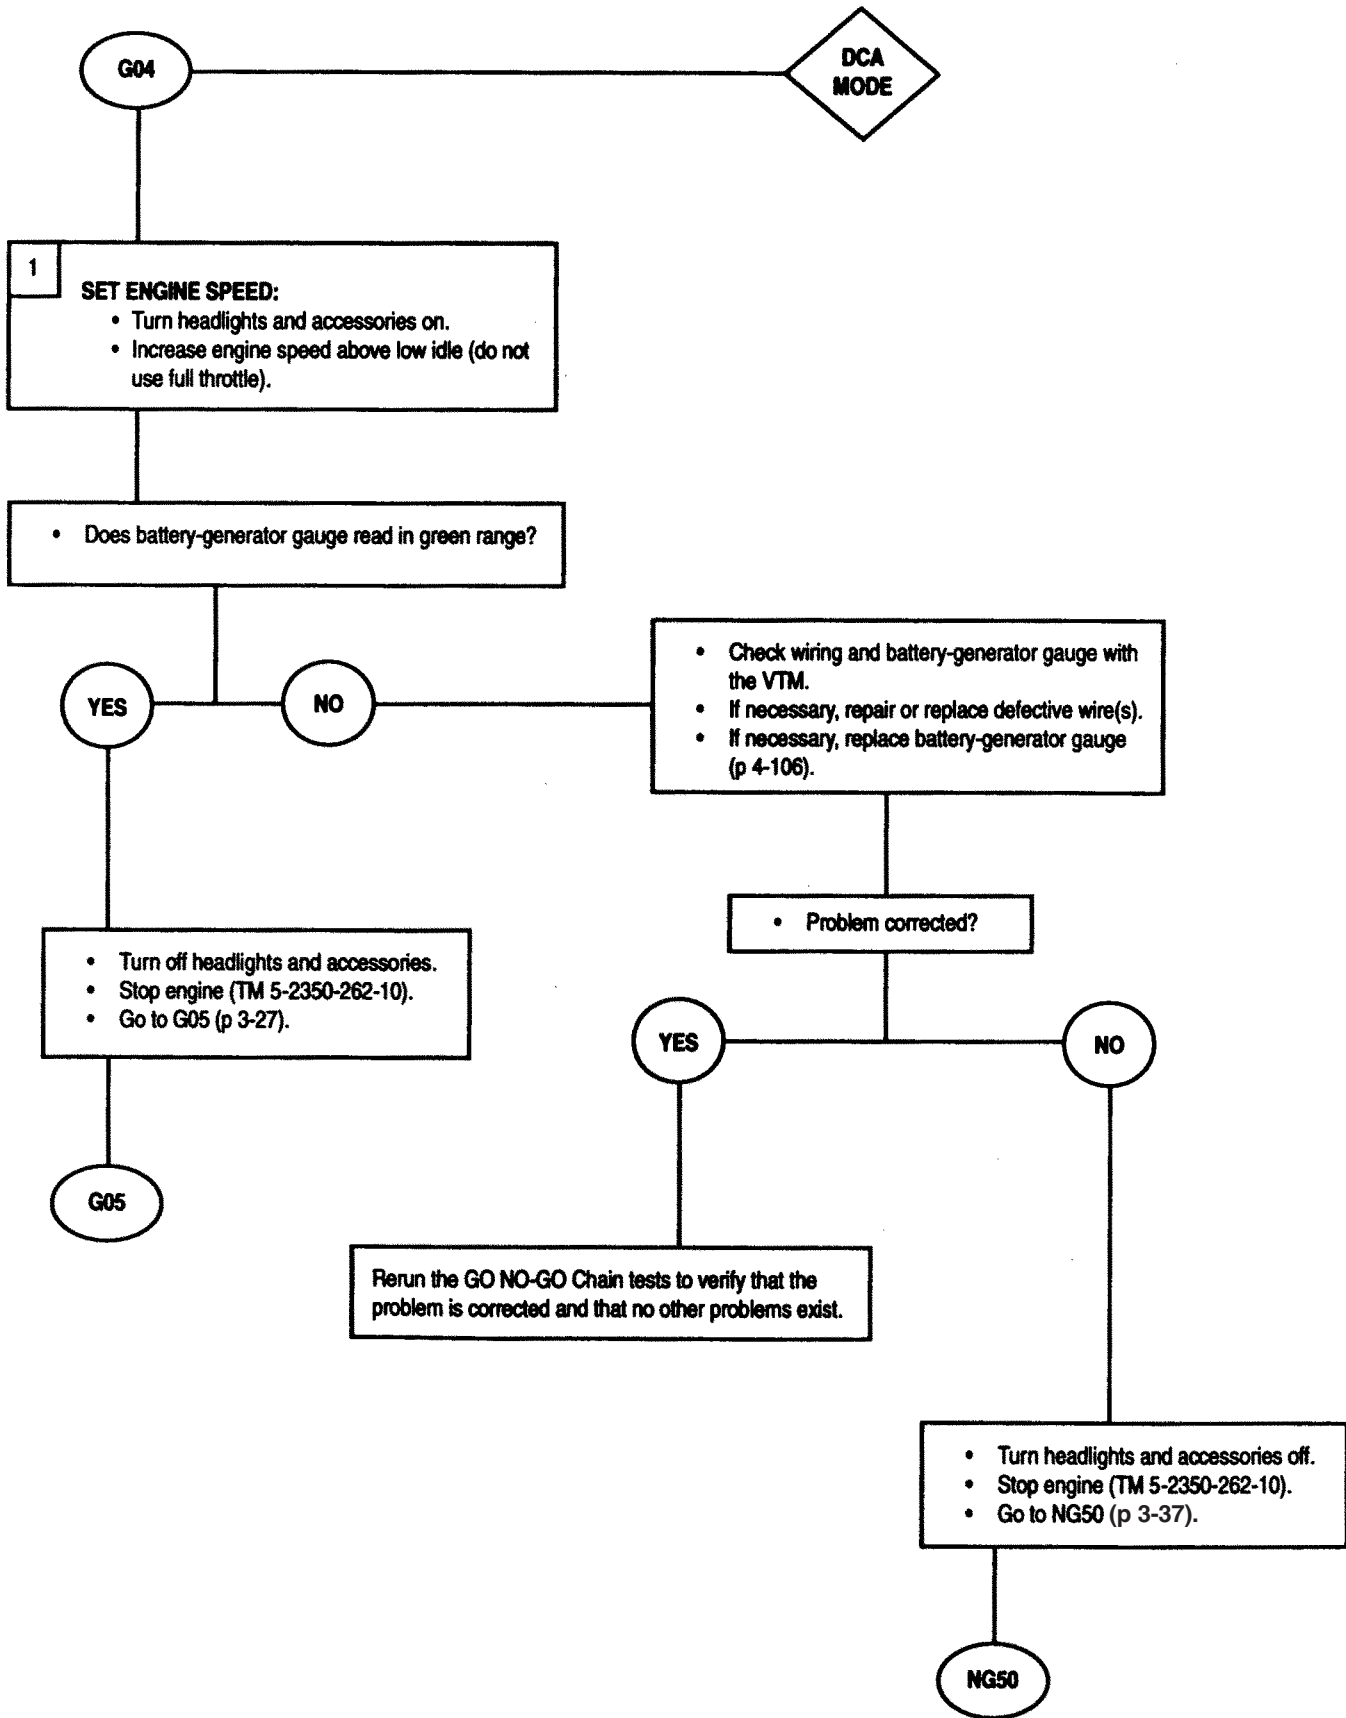 G04
DCA
MODE
1
SET ENGINE SPEED:
• Turn headlights and accessories on.
• Increase engine speed above low idle (do not
use full throttle).
• Does battery-generator gauge read in green range?
YES
NO
• Check wiring and battery-generator gauge with
the VTM.
• If necessary, repair or replace defective wire(s).
• If necessary, replace battery-generator gauge
(p 4-106).
• Problem corrected?
• Turn off headlights and accessories.
• Stop engine (TM 5-2350-262-10).
• Go to G05 (p 3-27).
YES
NO
G05
Rerun the GO NO-GO Chain tests to verify that the
problem is corrected and that no other problems exist.
• Turn headlights and accessories off.
• Stop engine (TM 5-2350-262-10).
• Go to NG50 (p 3-37).
NG50